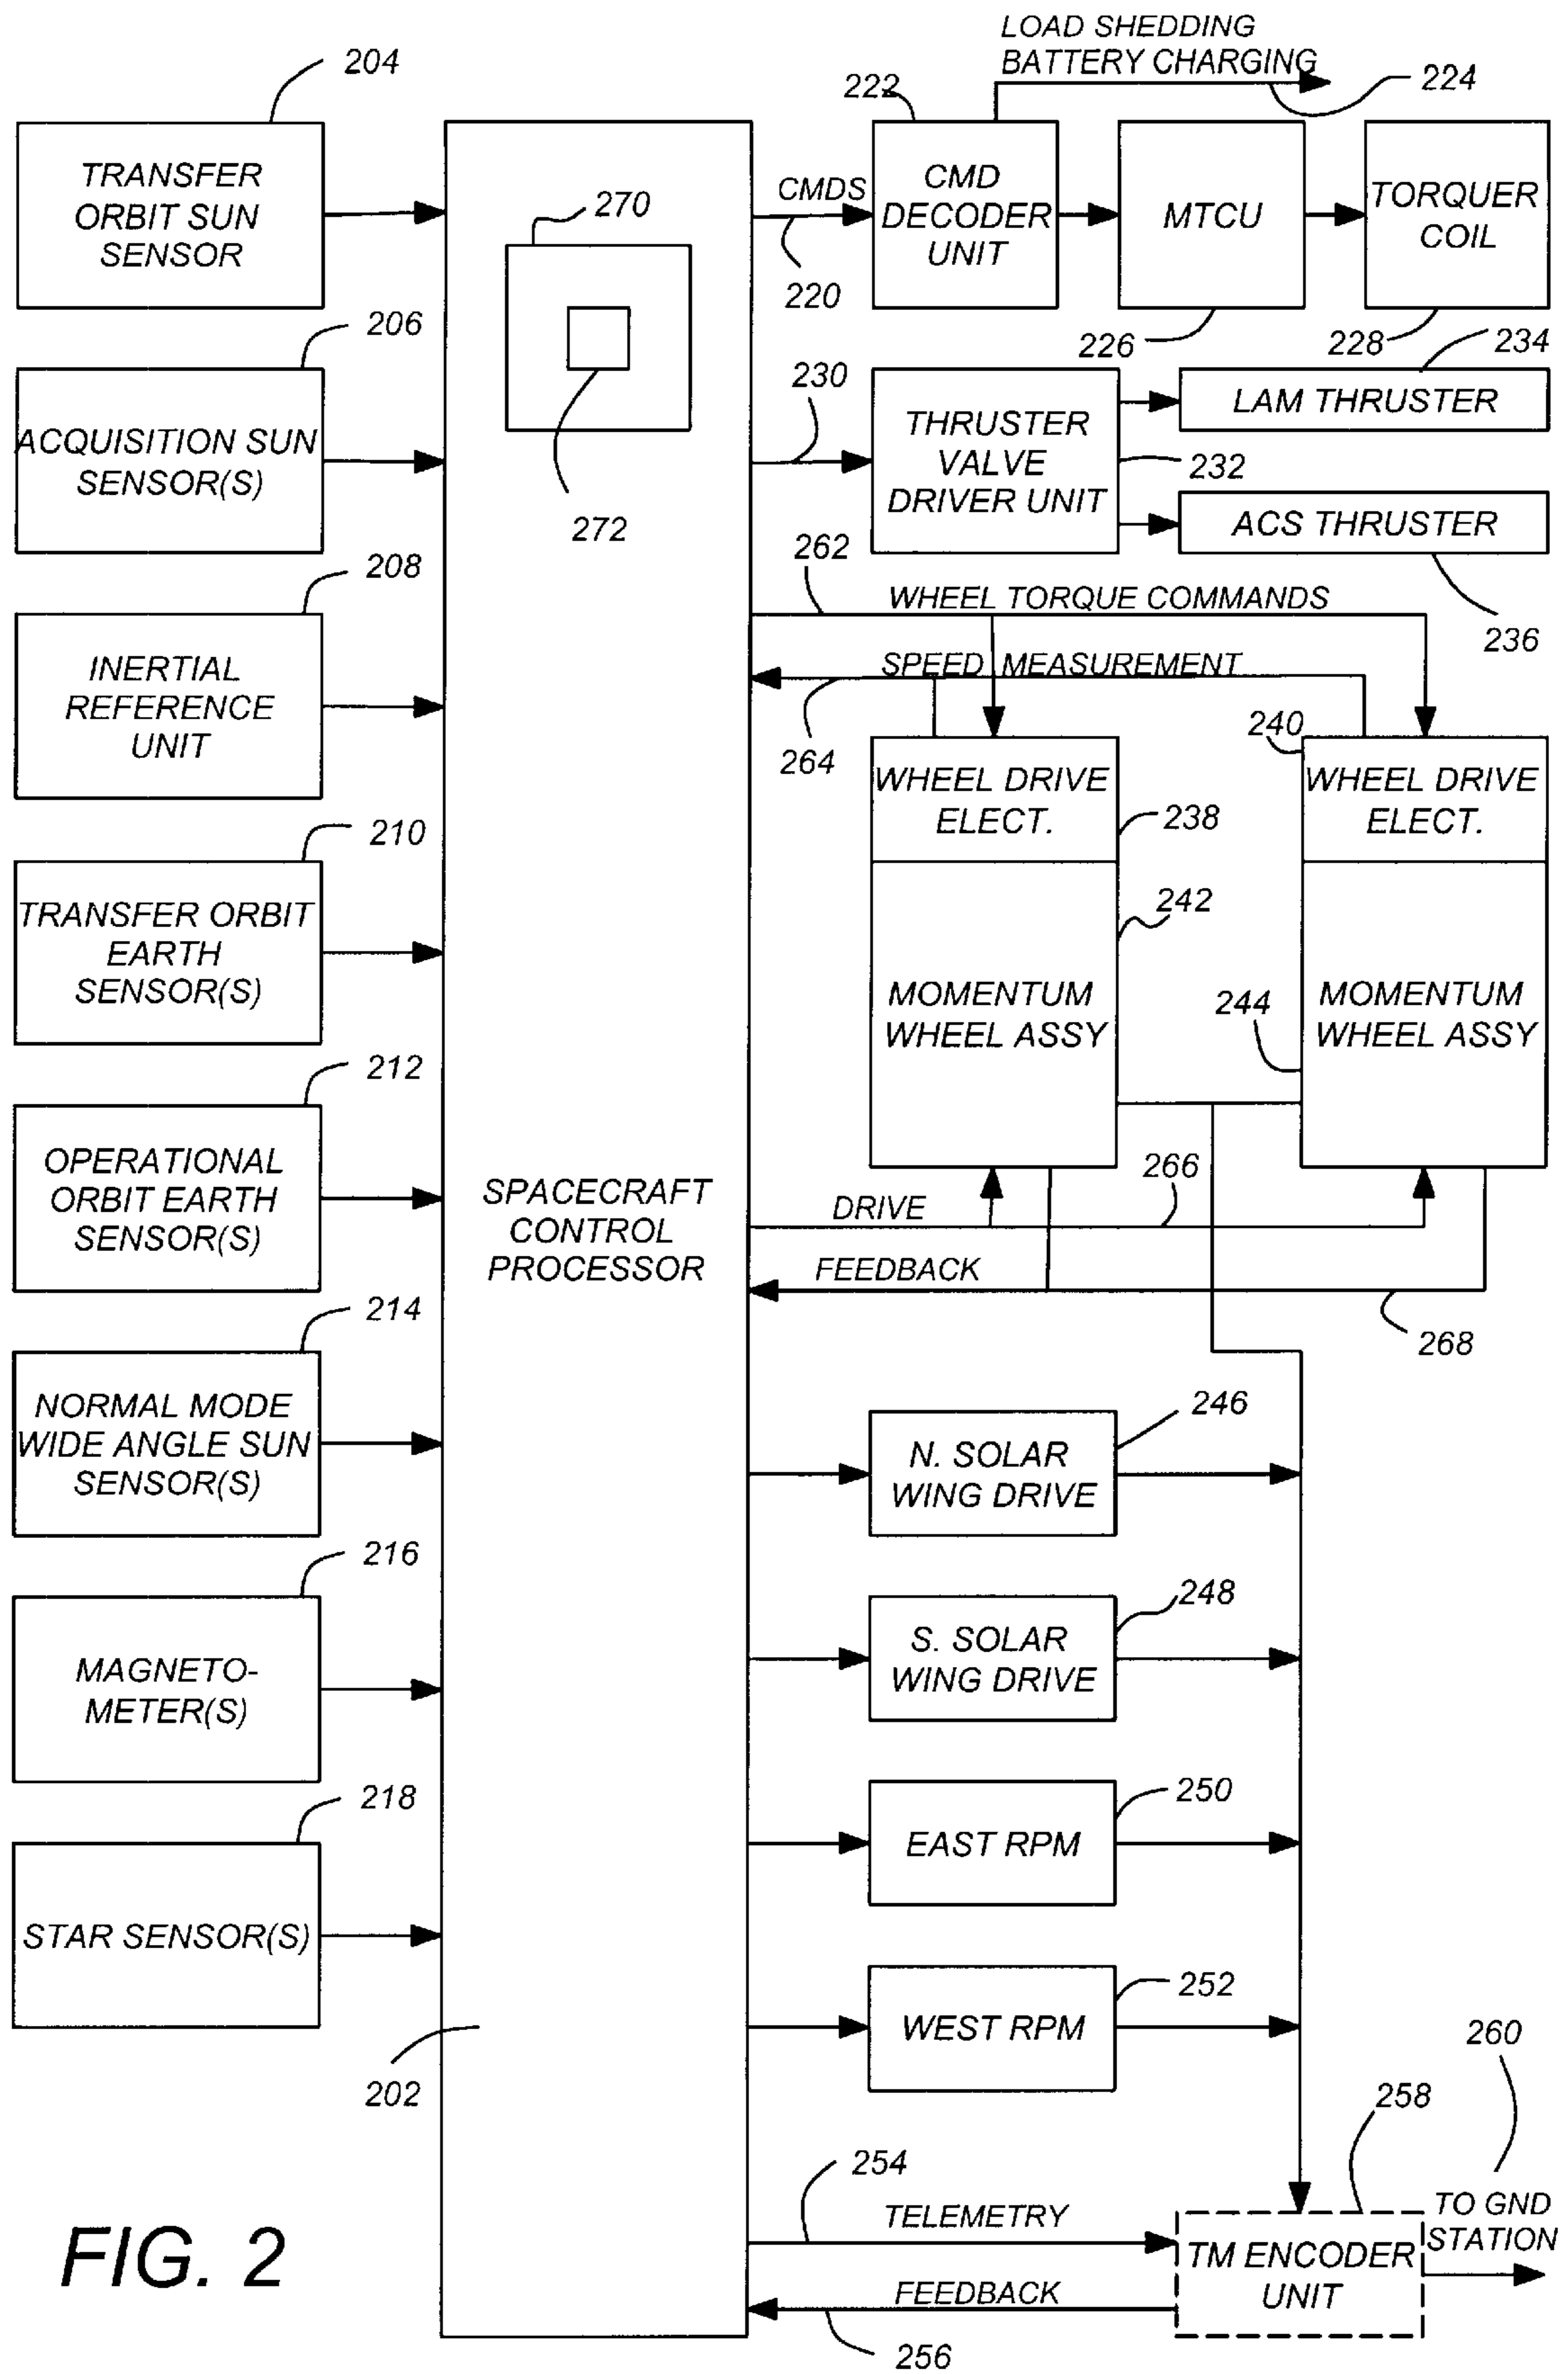 LOAD SHEDDING
BATTERY CHARGING
204
222
224
TRANSFER
ORBIT SUN
SENSOR
270
272
CMDS
220
CMD
DECODER
UNIT
MTCU
TORQUER
COIL
226
228
234
206
ACQUISITION SUN
SENSOR(S)
230
THRUSTER
VALVE
DRIVER UNIT
232
LAM THRUSTER
ACS THRUSTER
236
208
INERTIAL
REFERENCE
UNIT
262
WHEEL TORQUE COMMANDS
SPEED MEASUREMENT
264
240
WHEEL DRIVE
ELECT.
238
WHEEL DRIVE
ELECT.
210
TRANSFER ORBIT
EARTH
SENSOR(S)
242
MOMENTUM
WHEEL ASSY
244
MOMENTUM
WHEEL ASSY
212
OPERATIONAL
ORBIT EARTH
SENSOR(S)
SPACECRAFT
CONTROL
PROCESSOR
DRIVE
266
FEEDBACK
268
214
NORMAL MODE
WIDE ANGLE SUN
SENSOR(S)
246
N. SOLAR
WING DRIVE
216
MAGNETO-
METER(S)
248
S. SOLAR
WING DRIVE
218
STAR SENSOR(S)
250
EAST RPM
252
WEST RPM
202
260
258
254
TELEMETRY
TO GND
STATION
TM ENCODER
UNIT
FEEDBACK
256
FIG. 2